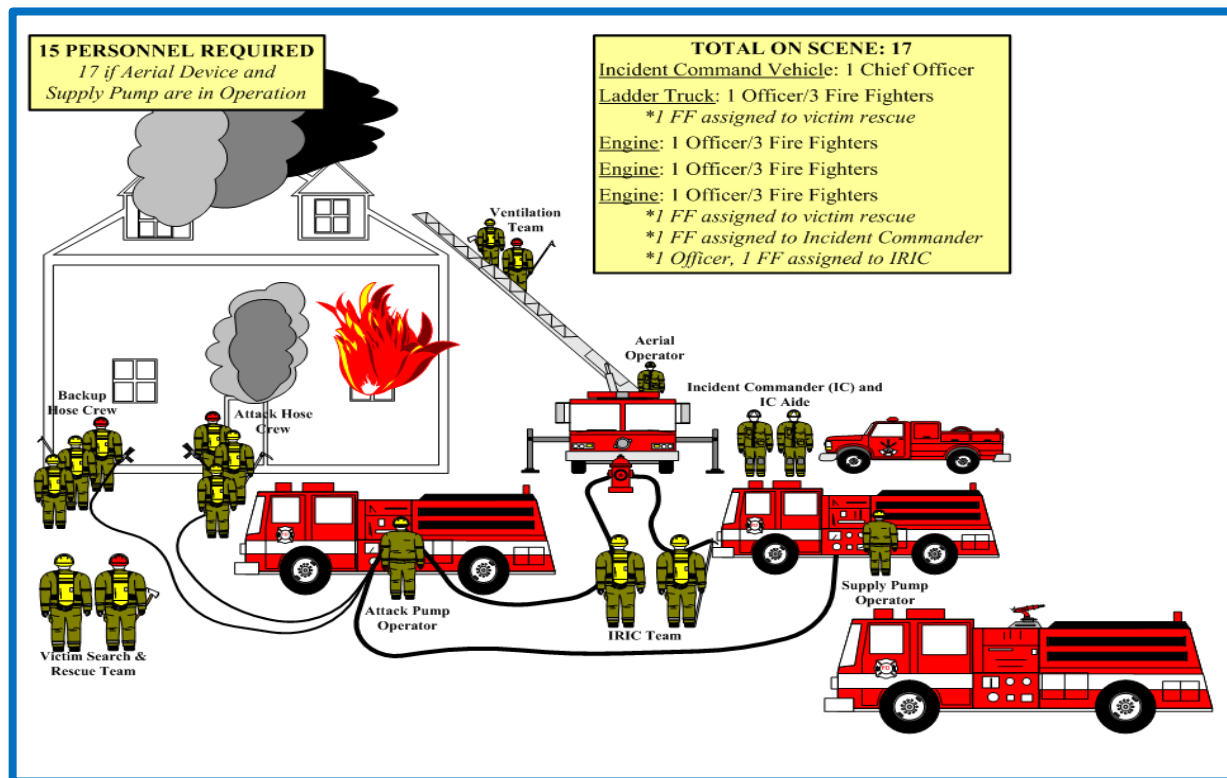 15 PERSONNEL REQUIRED
17 if Aerial Device and
Supply Pump are in Operation
TOTAL ON SCENE: 17
Incident Command Vehicle: 1 Chief Officer
Ladder Truck: 1 Officer/3 Fire Fighters
*1 FF assigned to victim rescue
Engine: 1 Officer/3 Fire Fighters
Engine: 1 Officer/3 Fire Fighters
Engine: 1 Officer/3 Fire Fighters
*1 FF assigned to victim rescue
*1 FF assigned to Incident Commander
*1 Officer, 1 FF assigned to IRIC
Ventilation
Team
Aerial
Operator
Incident Commander (IC) and
IC Aide
Backup
Hose Crew
Attack Hose
Crew
Attack Pump
Operator
IRIC Team
Supply Pump
Operator
Victim Search &
Rescue Team
FD